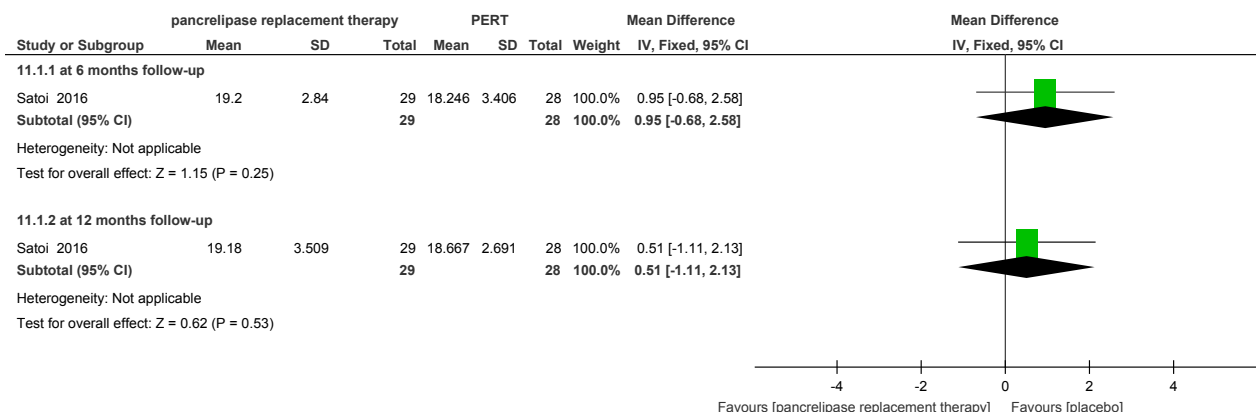 pancrelipase replacement therapy PERT Mean Difference Mean Difference
Study or Subgroup Mean SD Total Mean SD Total Weight IV, Fixed, 95% CI IV, Fixed, 95% CI
11.1.1 at 6 months follow-up
Satoi 2016 19.2 2.84 29 18.246 3.406 28 100.0% 0.95 [-0.68, 2.58]
Subtotal (95% CI) 29 28 100.0% 0.95 [-0.68, 2.58]
Heterogeneity: Not applicable
Test for overall effect: Z = 1.15 (P = 0.25)
11.1.2 at 12 months follow-up
Satoi 2016 19.18 3.509 29 18.667 2.691 28 100.0% 0.51 [-1.11, 2.13]
Subtotal (95% CI) 29 28 100.0% 0.51 [-1.11, 2.13]
Heterogeneity: Not applicable
Test for overall effect: Z = 0.62 (P = 0.53)
-4 -2 0 2 4
Favours [pancrelipase replacement therapy] Favours [placebo]